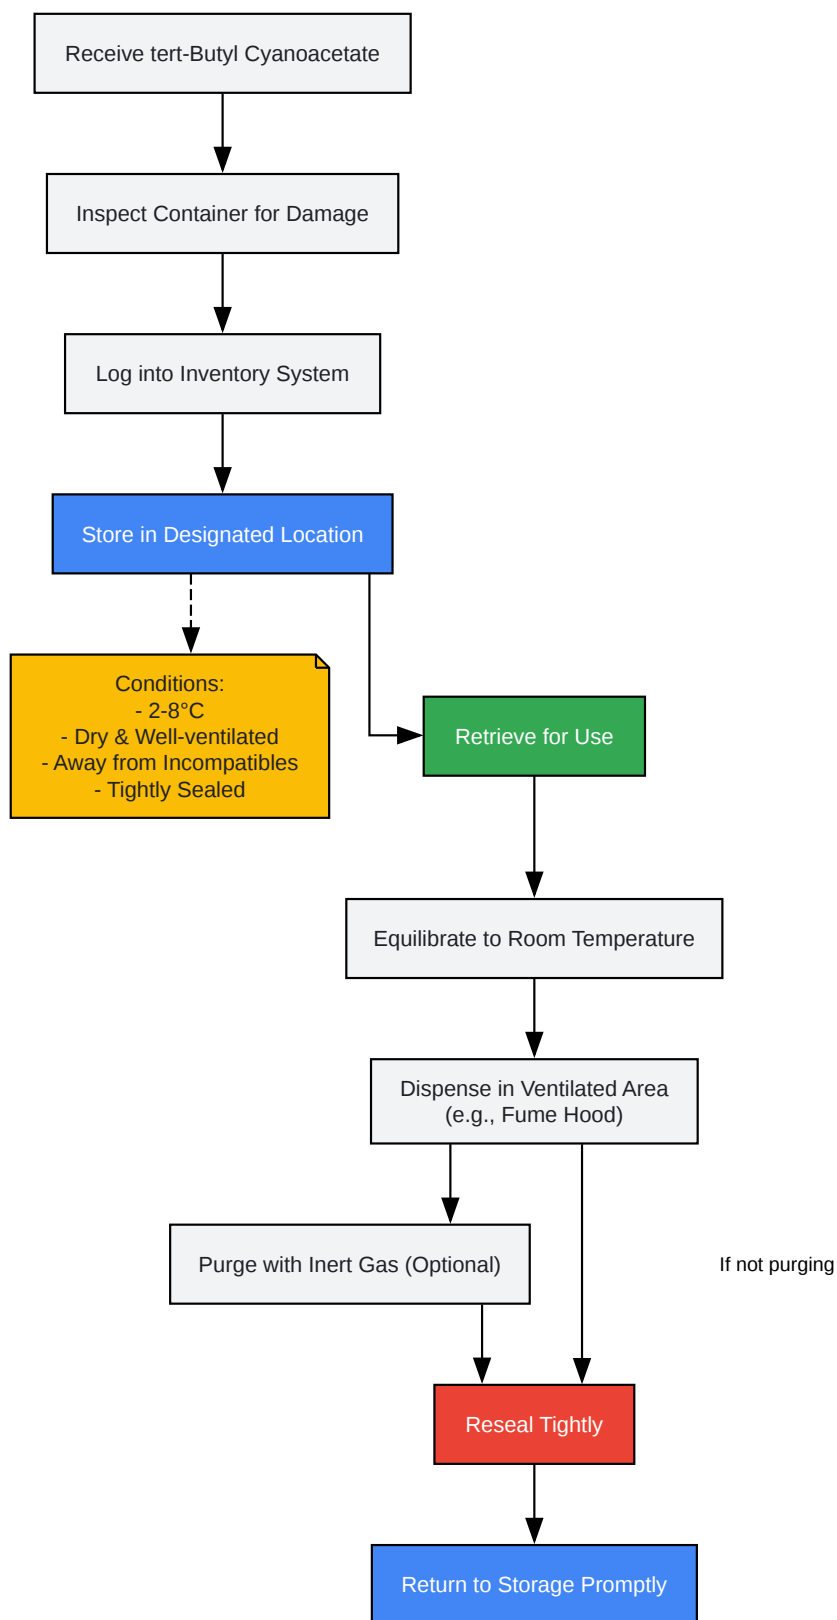 Receive tert-Butyl Cyanoacetate
Inspect Container for Damage
Log into Inventory System
Store in Designated Location
Conditions:
- 2-8°C
- Dry & Well-ventilated
- Away from Incompatibles
- Tightly Sealed
Retrieve for Use
Equilibrate to Room Temperature
Dispense in Ventilated Area
(e.g., Fume Hood)
Purge with Inert Gas (Optional)
If not purging
Reseal Tightly
Return to Storage Promptly